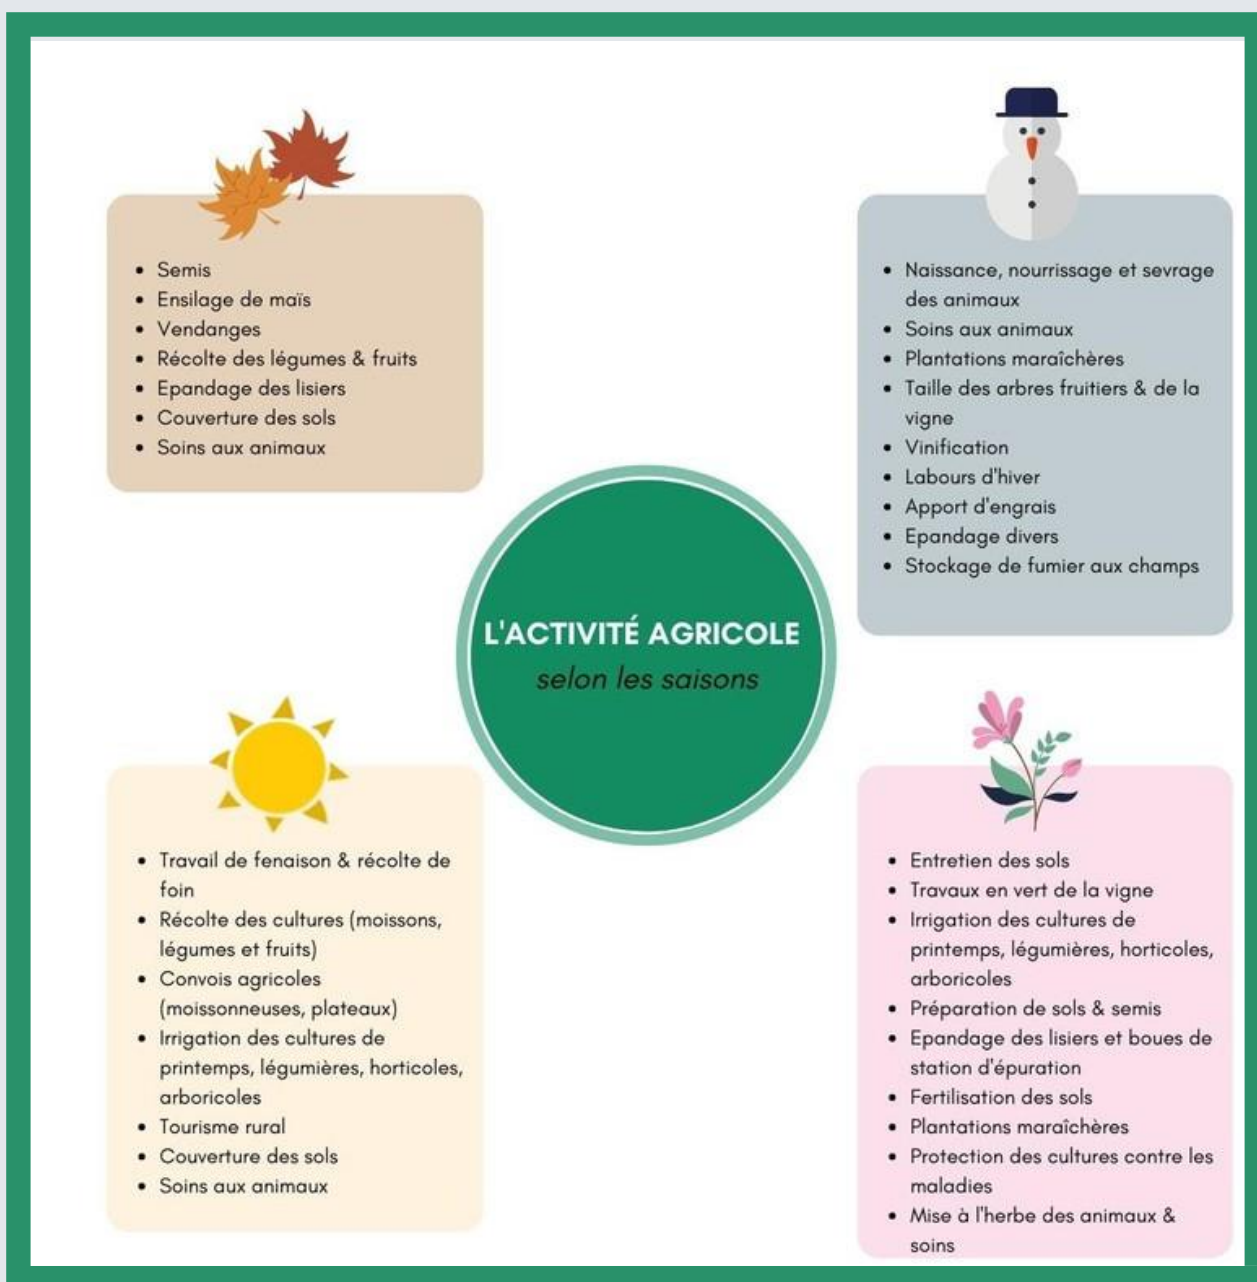 • Semis
• Ensilage de maïs
• Vendanges
• Récolte des légumes & fruits
• Epandage des lisiers
• Couverture des sols
• Soins aux animaux
• Naissance, nourrissage et sevrage
des animaux
• Soins aux animaux
• Plantations maraîchères
• Taille des arbres fruitiers & de la
vigne
• Vinification
• Labours d'hiver
• Apport d'engrais
• Epandage divers
• Stockage de fumier aux champs
L'ACTIVITÉ AGRICOLE
selon les saisons
• Travail de fenaison & récolte de
foin
• Récolte des cultures (moissons,
légumes et fruits)
• Convois agricoles
(moissonneuses, plateaux)
• Irrigation des cultures de
printemps, légumières, horticoles,
arboricoles
• Tourisme rural
• Couverture des sols
• Soins aux animaux
• Entretien des sols
• Travaux en vert de la vigne
• Irrigation des cultures de
printemps, légumières, horticoles,
arboricoles
• Préparation de sols & semis
• Epandage des lisiers et boues de
station d'épuration
• Fertilisation des sols
• Plantations maraîchères
• Protection des cultures contre les
maladies
• Mise à l'herbe des animaux &
soins